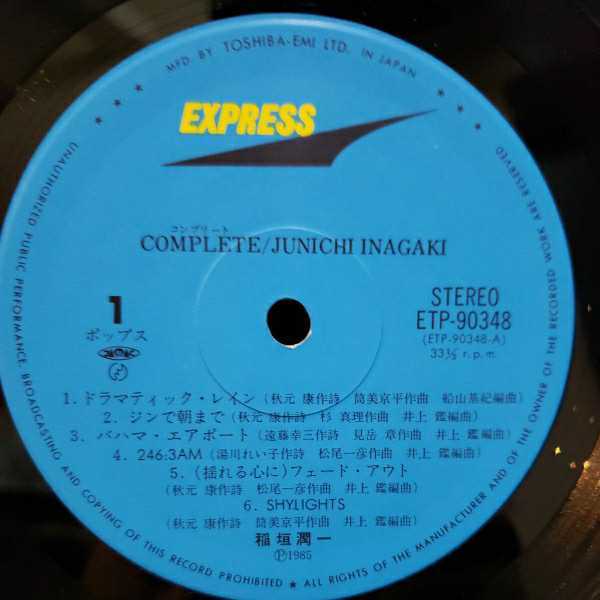 MFD. BY TOSHIBA-EMI LTD. IN JAPAN
EXPRESS
コンプリート
COMPLETE/JUNICHI INAGAKI
1
ポップス
STEREO
ETP-90348
(ETP-90348-A)
33⅓ r.p.m.
1. ドラマティック・レイン (秋元 康作詩 筒美京平作曲 船山基紀編曲)
2. ジンで朝まで (秋元 康作詩 杉 真理作曲 井上 鑑編曲)
3. バハマ・エアポート (遠藤幸三作詩 見岳 章作曲 井上 鑑編曲)
4. 246:3AM (湯川れい子作詩 松尾一彦作曲 井上 鑑編曲)
5. (揺れる心に)フェード・アウト
(秋元 康作詩 松尾一彦作曲 井上 鑑編曲)
6. SHYLIGHTS
(秋元 康作詩 筒美京平作曲 井上 鑑編曲)
稲垣潤一
Ⓟ1985
UNAUTHORIZED PUBLIC PERFORMANCE, BROADCASTING AND COPYING OF THIS RECORD PROHIBITED ★ ALL RIGHTS OF THE MANUFACTURER AND OF THE OWNER OF THE RECORDED WORK ARE RESERVED